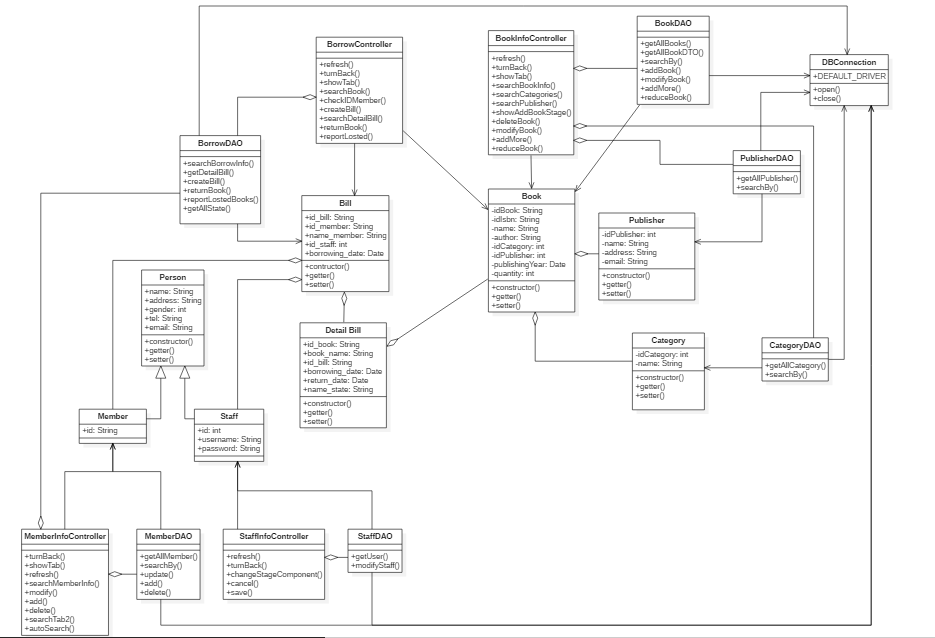 BorrowController
+refresh()
+turnBack()
+showTab()
+searchBook()
+checkIDMember()
+createBill()
+searchDetailBill()
+returnBook()
+reportLosted()
BookInfoController
+refresh()
+turnBack()
+showTab()
+searchBookInfo()
+searchCategories()
+searchPublisher()
+showAddBookStage()
+deleteBook()
+modifyBook()
+addMore()
+reduceBook()
BookDAO
+getAllBooks()
+getAllBookDTO()
+searchBy()
+addBook()
+modifyBook()
+addMore()
+reduceBook()
DBConnection
+DEFAULT_DRIVER
+open()
+close()
BorrowDAO
+searchBorrowInfo()
+getDetailBill()
+createBill()
+returnBook()
+reportLostedBooks()
+getAllState()
PublisherDAO
+getAllPublisher()
+searchBy()
Bill
+id_bill: String
+id_member: String
+name_member: String
+id_staff: int
+borrowing_date: Date
+contructor()
+getter()
+setter()
Book
-idBook: String
-idIsbn: String
-name: String
-author: String
-idCategory: int
-idPublisher: int
-publishingYear: Date
-quantity: int
+constructor()
+getter()
+setter()
Publisher
-idPublisher: int
-name: String
-address: String
-email: String
+constructor()
+getter()
+setter()
Person
+name: String
+address: String
+gender: int
+tel: String
+email: String
+constructor()
+getter()
+setter()
Detail Bill
+id_book: String
+book_name: String
+id_bill: String
+borrowing_date: Date
+return_date: Date
+name_state: String
+constructor()
+getter()
+setter()
Category
-idCategory: int
-name: String
+constructor()
+getter()
+setter()
CategoryDAO
+getAllCategory()
+searchBy()
Member
+id: String
Staff
+id: int
+username: String
+password: String
MemberInfoController
+turnBack()
+showTab()
+refresh()
+searchMemberInfo()
+modify()
+add()
+delete()
+searchTab2()
+autoSearch()
MemberDAO
+getAllMember()
+searchBy()
+update()
+add()
+delete()
StaffInfoController
+refresh()
+turnBack()
+changeStageComponent()
+cancel()
+save()
StaffDAO
+getUser()
+modifyStaff()